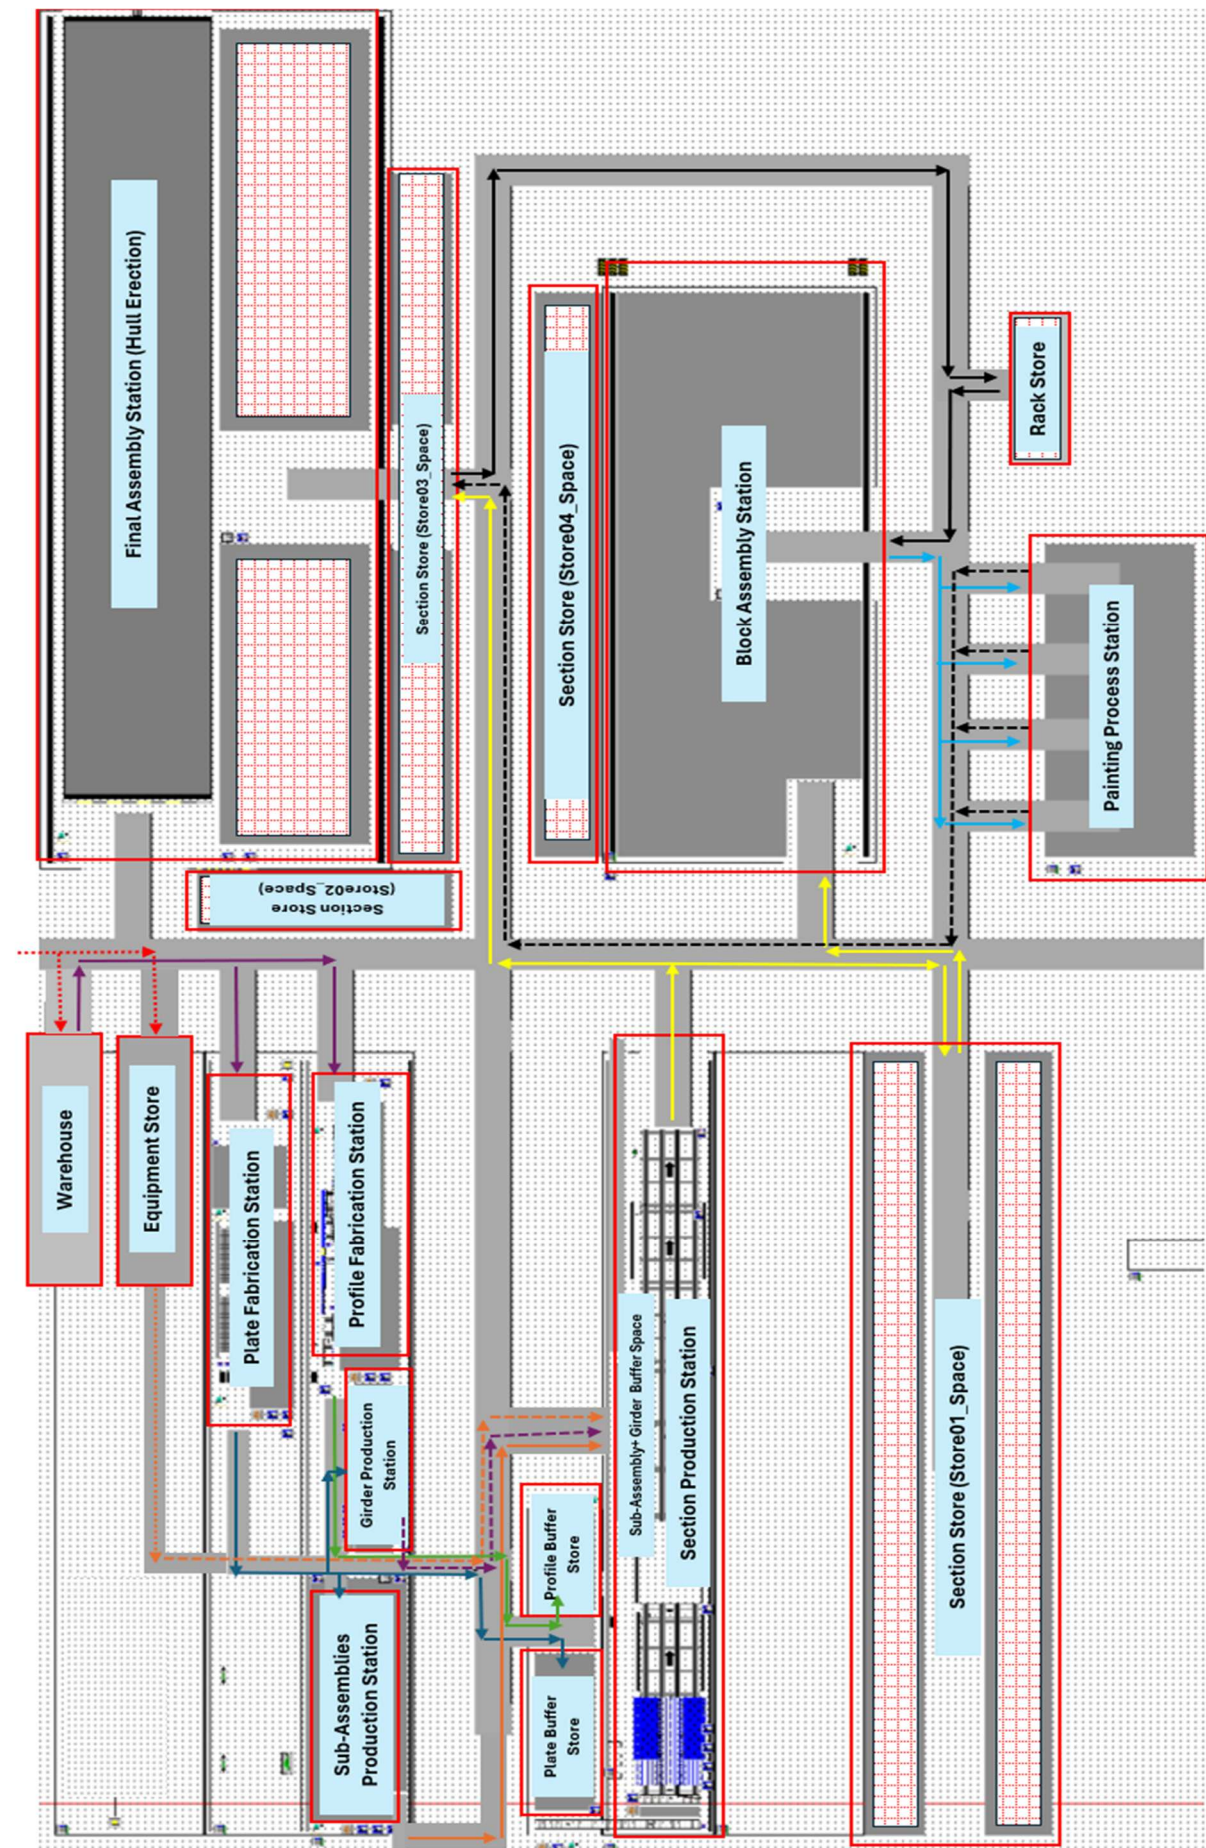 Final Assembly Station (Hull Erection)
Section Store (Store03_Space)
Section Store
(Store02_Space)
Section Store (Store04_Space)
Block Assembly Station
Rack Store
Painting Process Station
Warehouse
Equipment Store
Plate Fabrication Station
Profile Fabrication Station
Girder Production
Station
Sub-Assemblies
Production Station
Profile Buffer
Store
Plate Buffer
Store
Sub-Assembly+ Girder Buffer Space
Section Production Station
Section Store (Store01_Space)